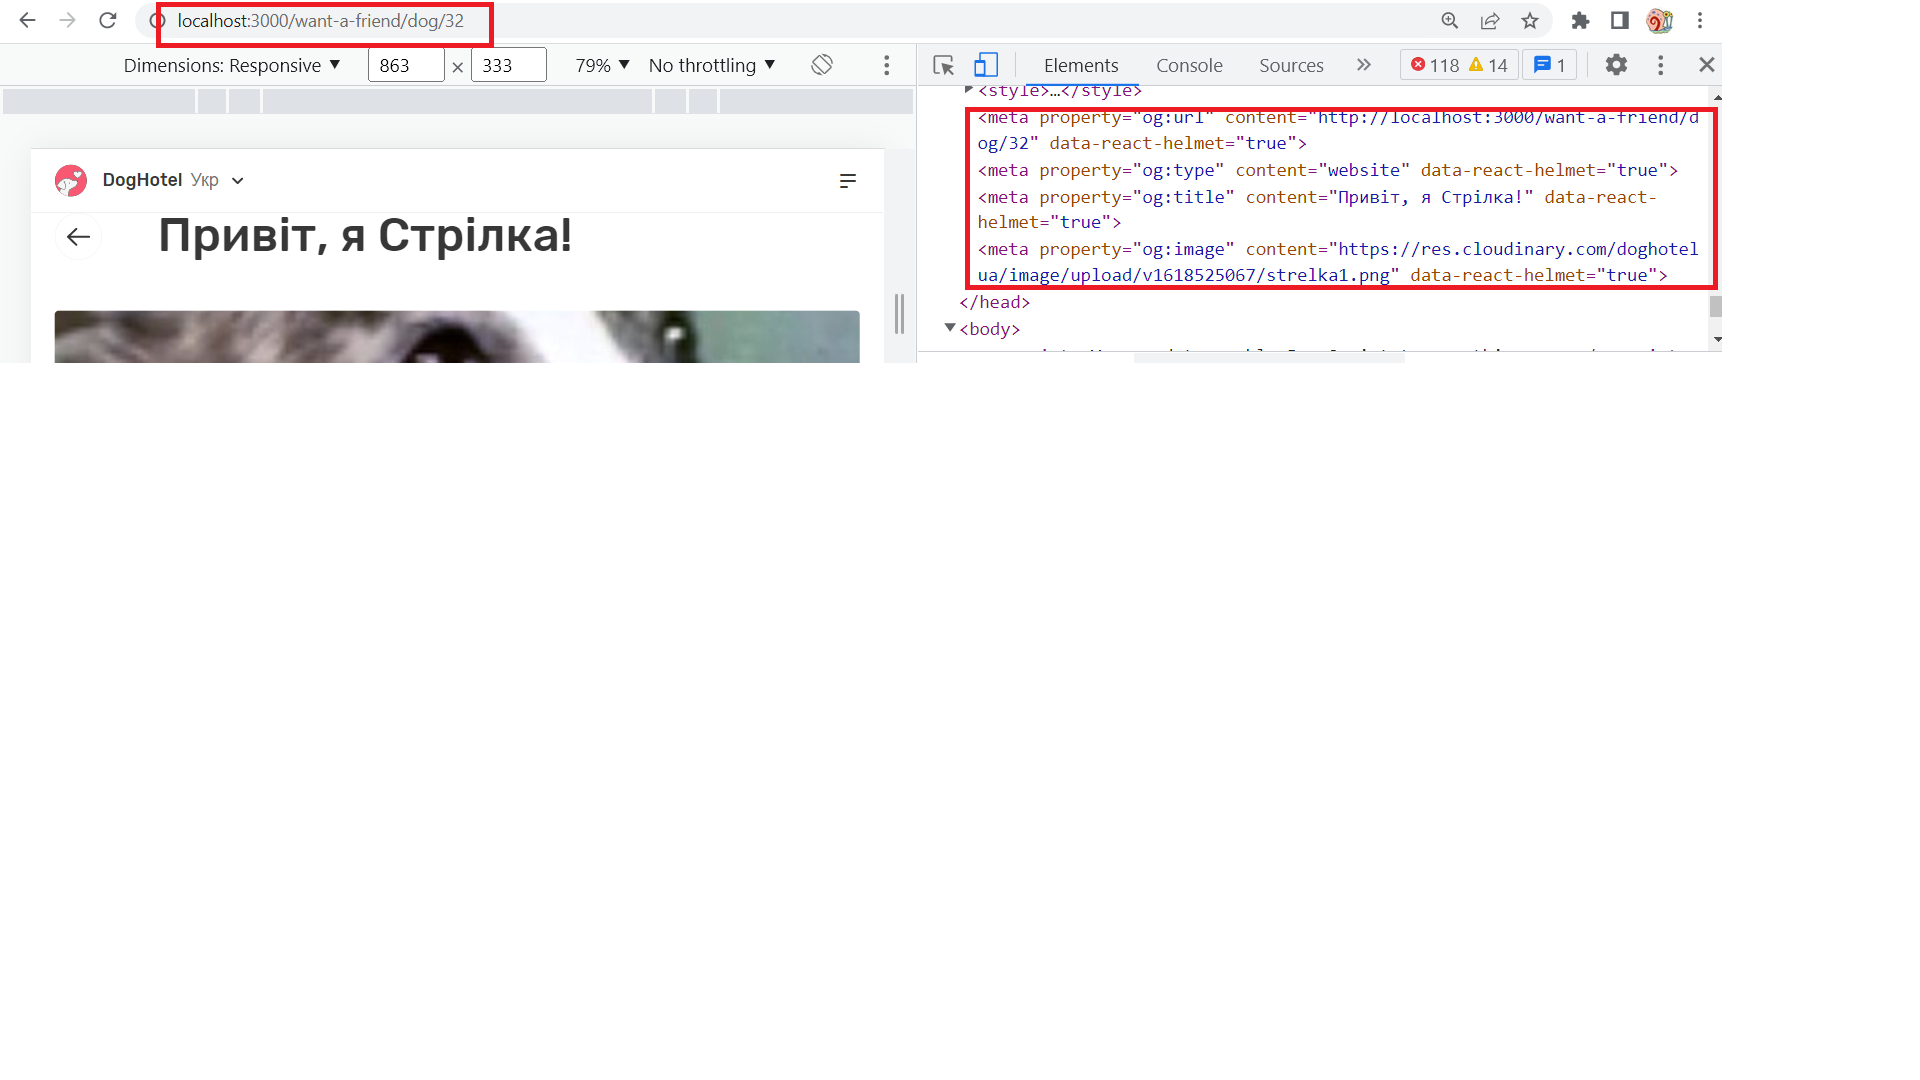 localhost:3000/want-a-friend/dog/32
Dimensions: Responsive ▼ 863 × 333 79% ▼ No throttling ▼
Elements Console Sources » 118 14 1
<style>…</style>
<meta property="og:url" content="http://localhost:3000/want-a-friend/d
og/32" data-react-helmet="true">
<meta property="og:type" content="website" data-react-helmet="true">
<meta property="og:title" content="Привіт, я Стрілка!" data-react-
helmet="true">
<meta property="og:image" content="https://res.cloudinary.com/doghotel
ua/image/upload/v1618525067/strelka1.png" data-react-helmet="true">
</head>
<body>
DogHotel Укр
Привіт, я Стрілка!